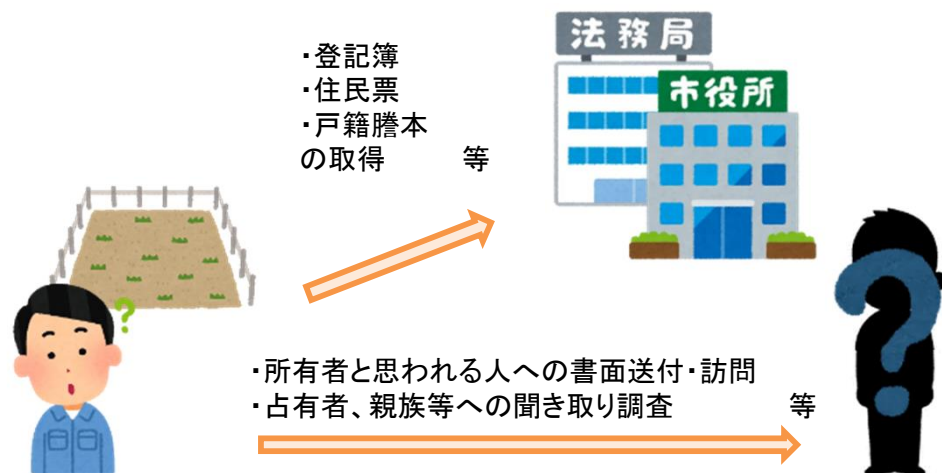 ・登記簿
・住民票
・戸籍謄本
の取得　　　等
法務局
市役所
・所有者と思われる人への書面送付・訪問
・占有者、親族等への聞き取り調査　　　　　等